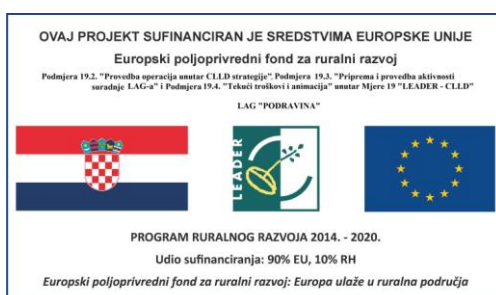 OVAJ PROJEKT SUFINANCIRAN JE SREDSTVIMA EUROPSKE UNIJE
Europski poljoprivredni fond za ruralni razvoj
Podmjera 19.2. "Provedba operacija unutar CLLD strategije", Podmjera 19.3. "Priprema i provedba aktivnosti
suradnje LAG-a" i Podmjera 19.4. "Tekući troškovi i animacija" unutar Mjere 19 "LEADER - CLLD"
LAG "PODRAVINA"
LEADER
PROGRAM RURALNOG RAZVOJA 2014. - 2020.
Udio sufinanciranja: 90% EU, 10% RH
Europski poljoprivredni fond za ruralni razvoj: Europa ulaže u ruralna područja